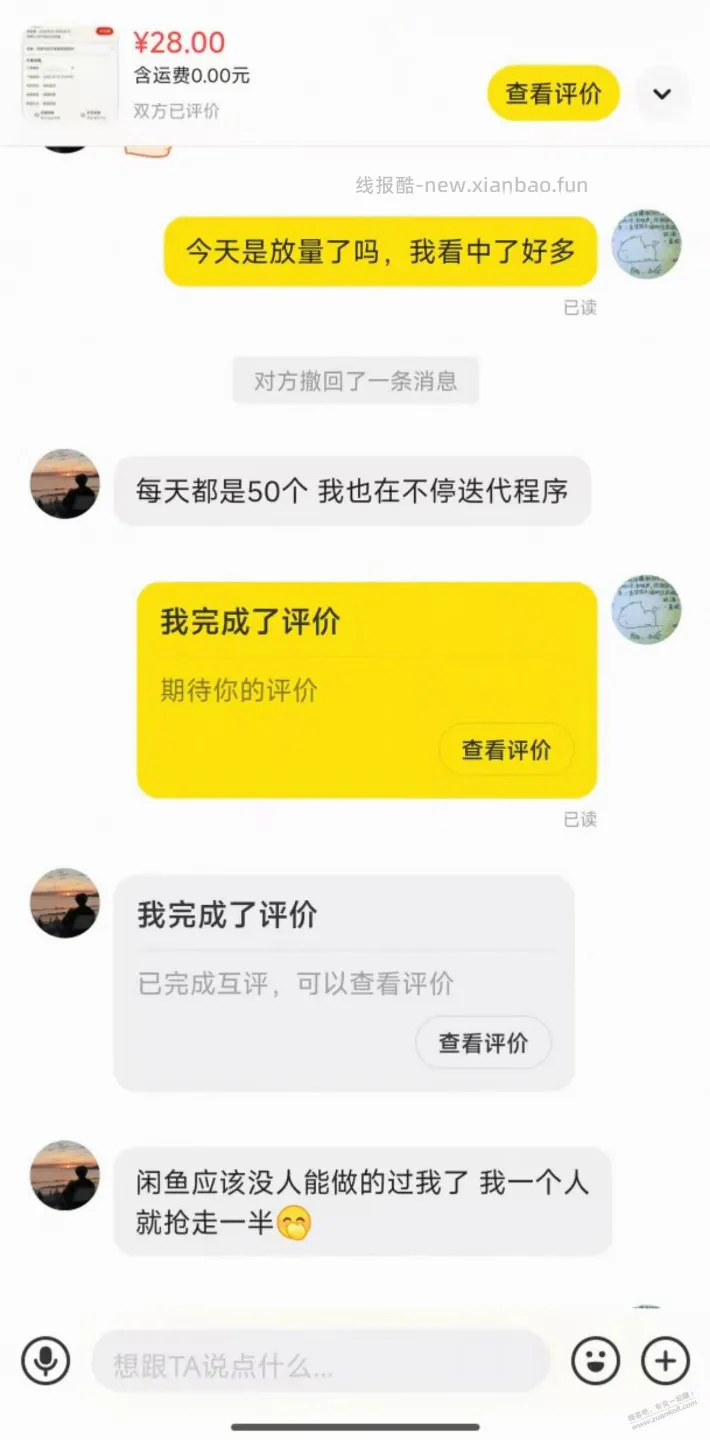 ¥28.00
含运费0.00元
双方已评价
查看评价
线报酷-new.xianbao.fun
今天是放量了吗，我看中了好多
已读
对方撤回了一条消息
每天都是50个 我也在不停迭代程序
我完成了评价
期待你的评价
查看评价
已读
我完成了评价
已完成互评，可以查看评价
查看评价
闲鱼应该没人能做的过我了 我一个人
就抢走一半🤭
想跟TA说点什么...
www.zuanke8.com